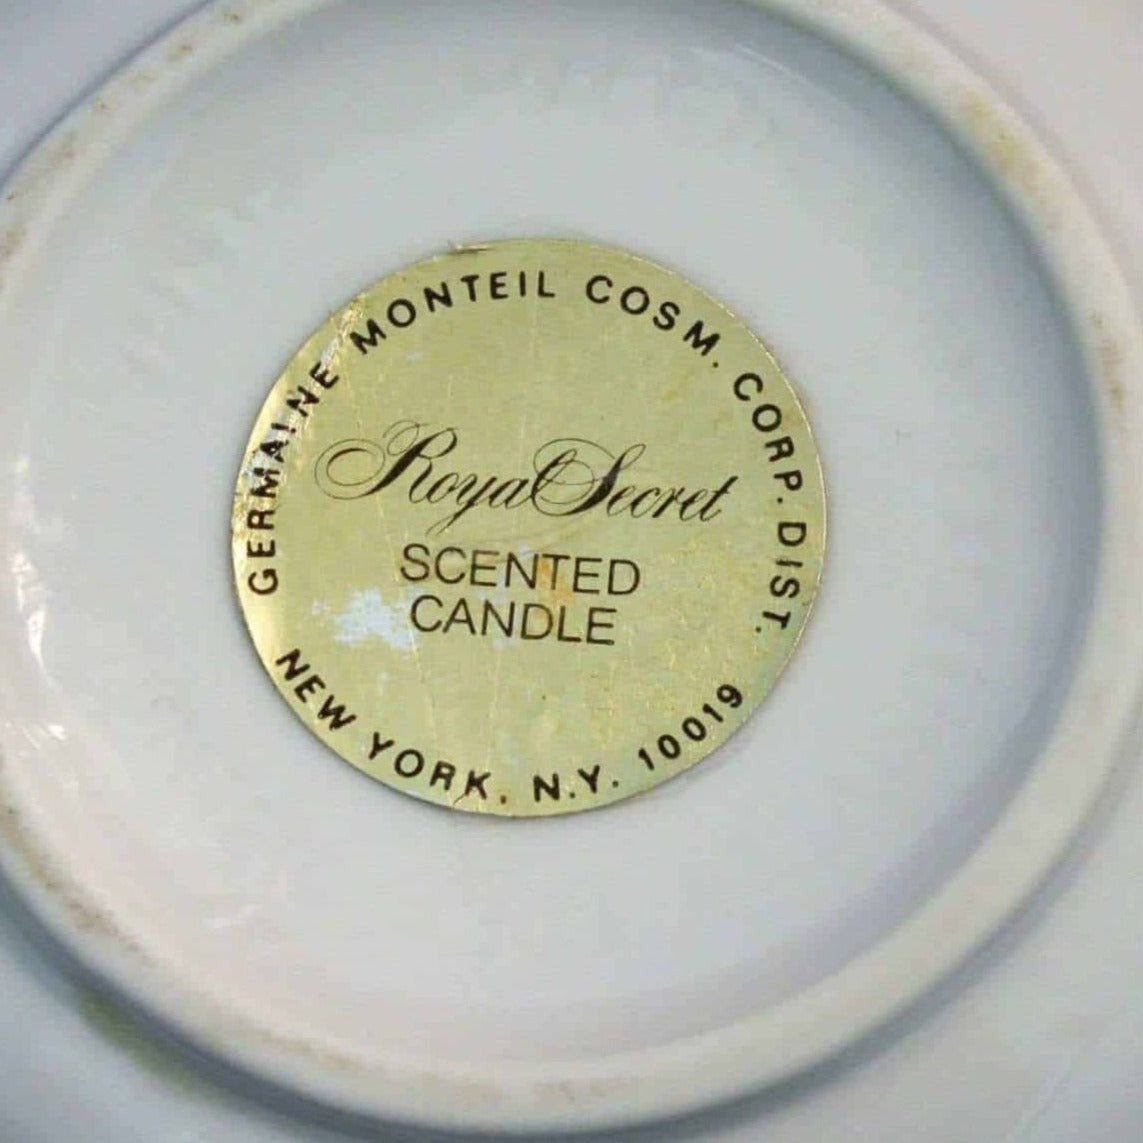 GERMAINE MONTEIL COSM. CORP. DIST.
Royal Secret
SCENTED
CANDLE
NEW YORK, N.Y. 10019